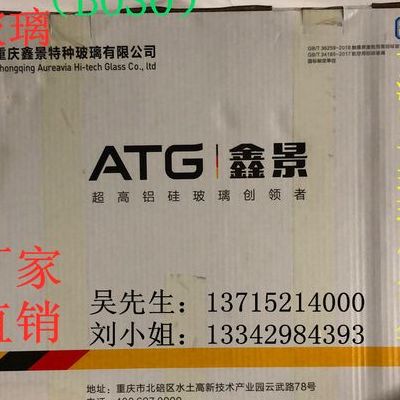 (BOSO)
玻璃
重庆鑫景特种玻璃有限公司
Chongqing Aureavia Hi-tech Glass Co., Ltd
ATG 鑫景
超高铝硅玻璃创领者
厂家
直销
吴先生：13715214000
刘小姐：13342984393
地址：重庆市北碚区水土高新技术产业园云武路78号